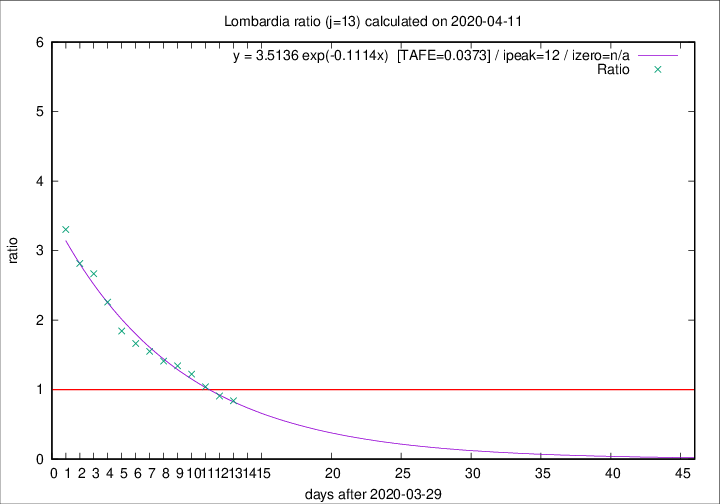 Lombardia ratio (j=13) calculated on 2020-04-11
y = 3.5136 exp(-0.1114x)  [TAFE=0.0373] / ipeak=12 / izero=n/a
Ratio
6
5
4
3
2
1
0
ratio
0 1 2 3 4 5 6 7 8 9 10 11 12 13 14 15 20 25 30 35 40 45
days after 2020-03-29